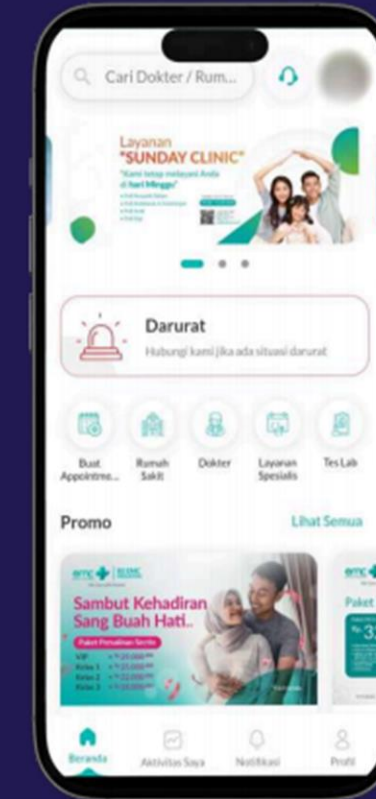 Cari Dokter / Rum...
Layanan
"SUNDAY CLINIC"
"Kami tetap melayani Anda
di hari Minggu"
Darurat
Hubungi kami jika ada situasi darurat
Buat Appointme...
Rumah Sakit
Dokter
Layanan Spesialis
Tes Lab
Promo
Lihat Semua
emc
Sambut Kehadiran
Sang Buah Hati..
Paket Persalinan Sectio
VIP
Kelas 1
Kelas 2
Kelas 3
emc
Paket
Beranda
Aktivitas Saya
Notifikasi
Profil